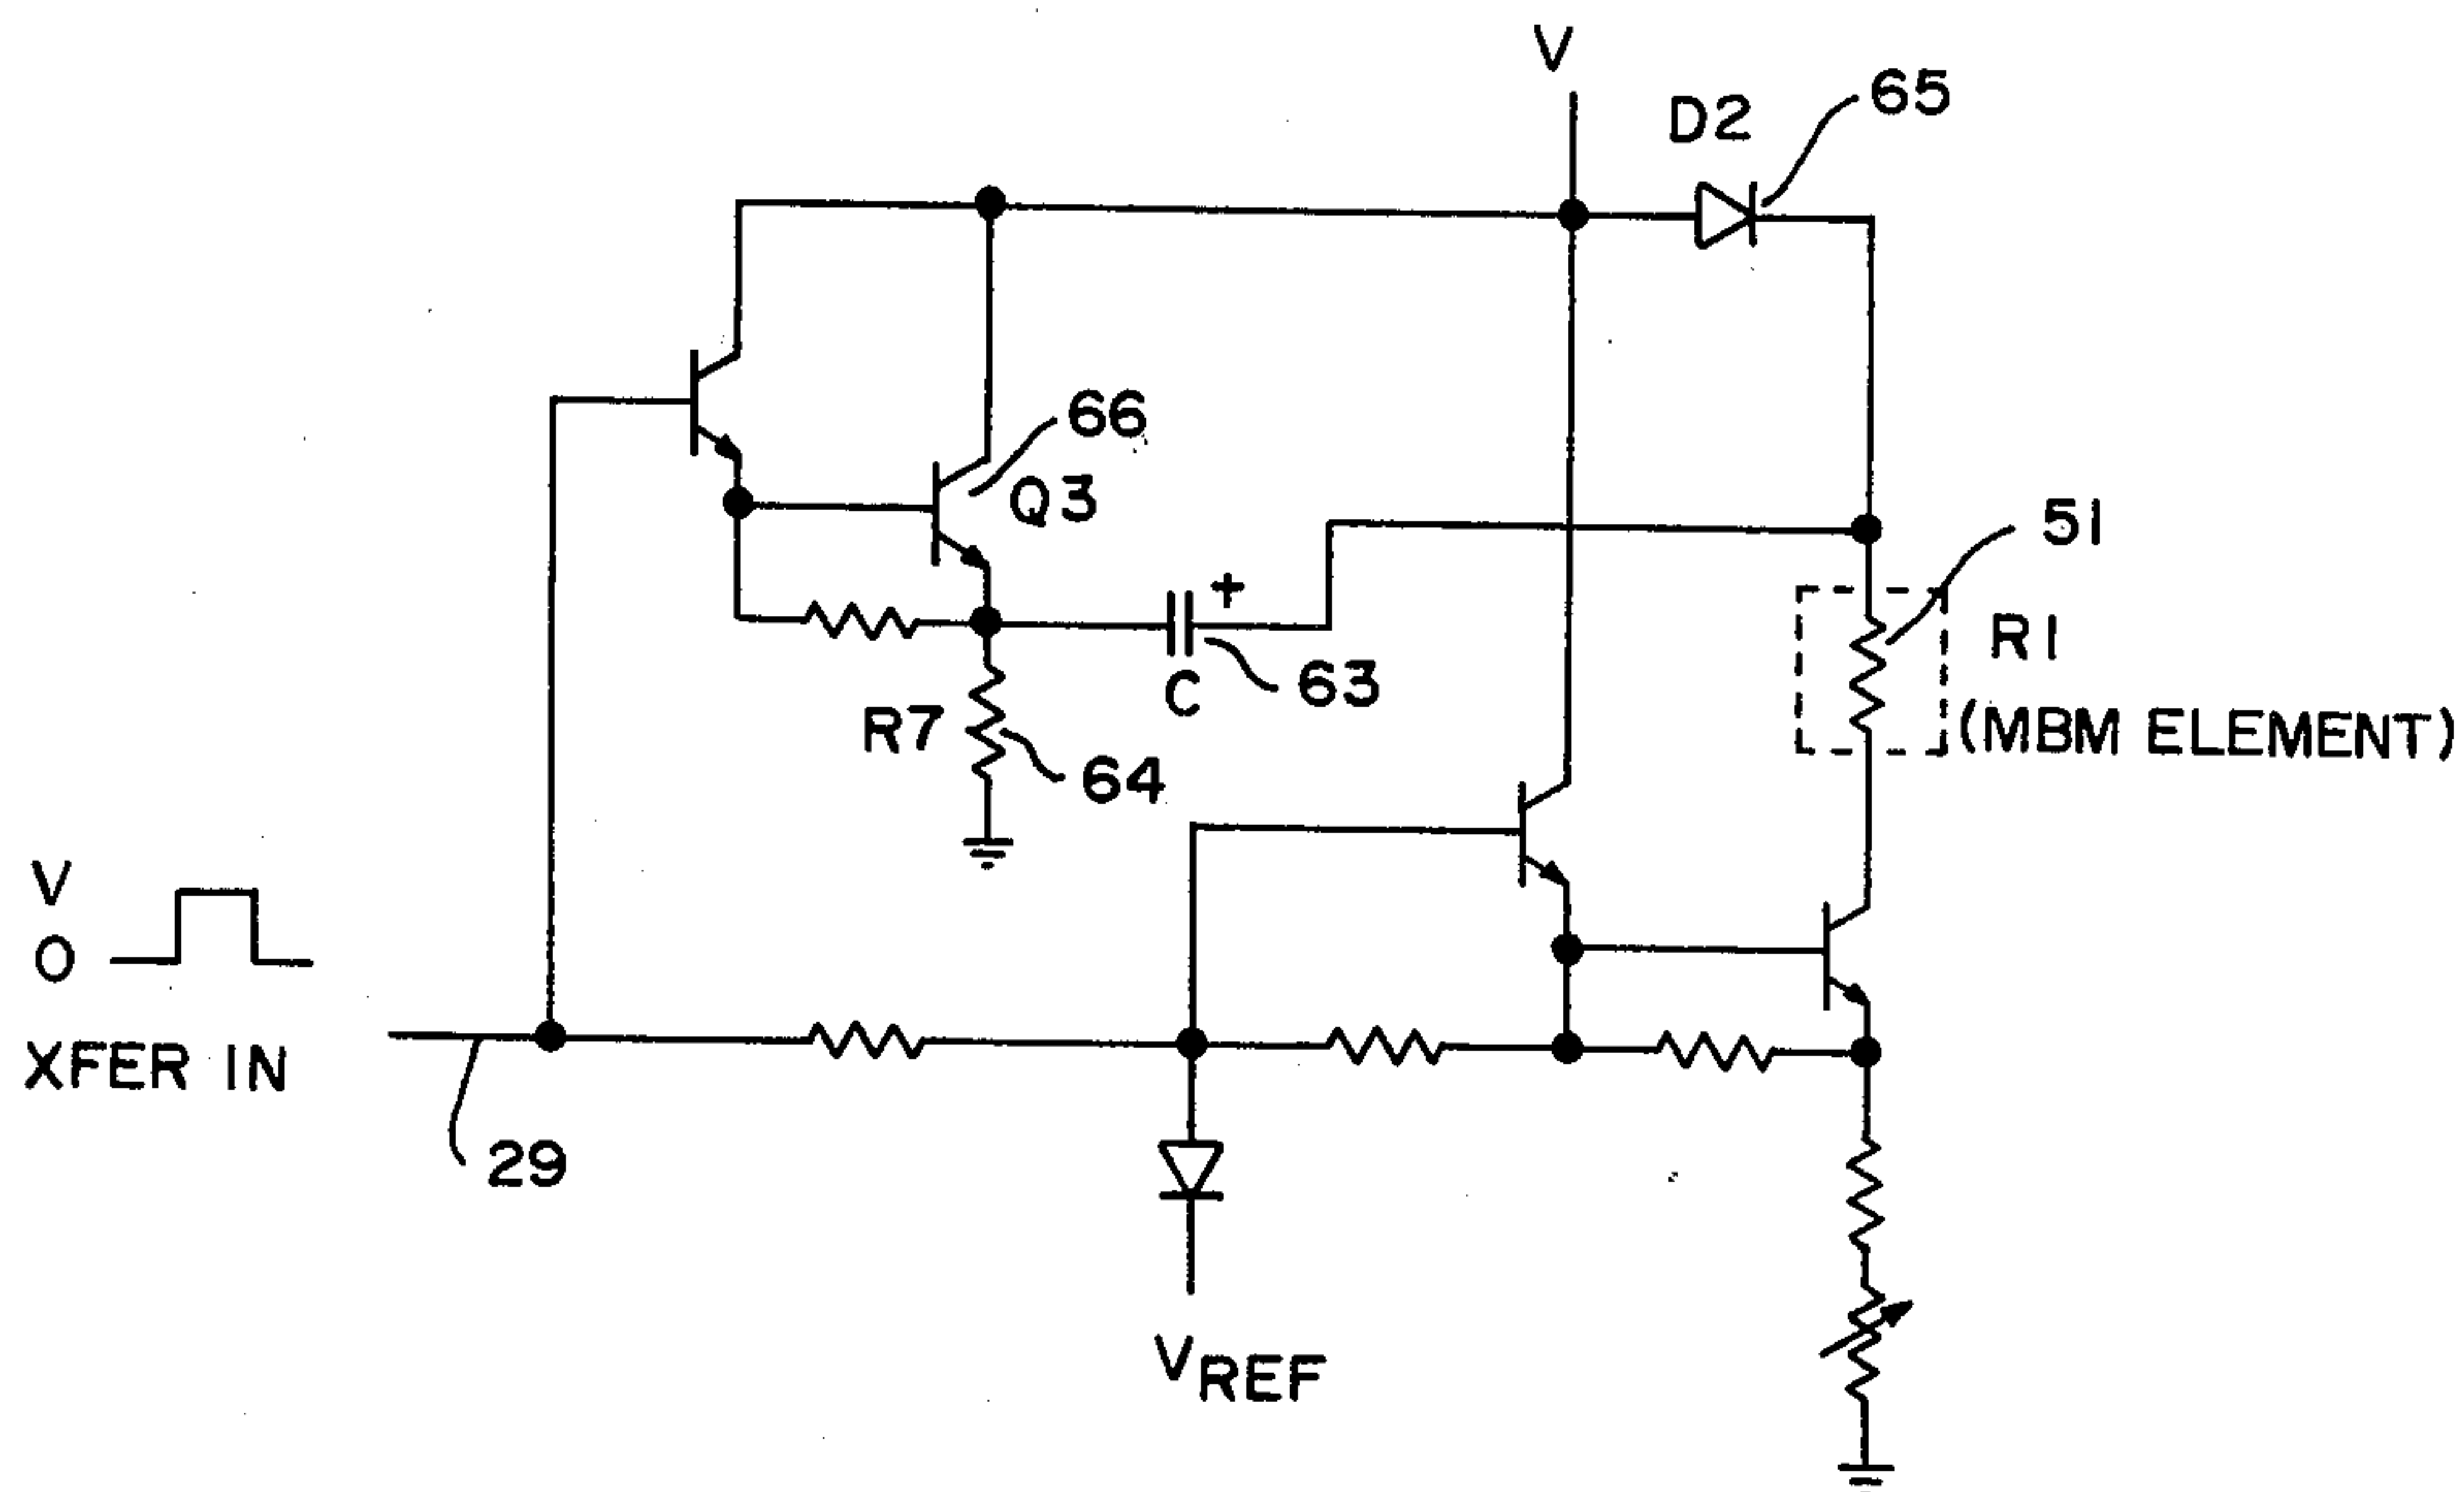 V
D2
65
66
Q3
51
+
R1
63
C
R7
(MBM ELEMENT)
64
V
0
XFER IN
29
VREF